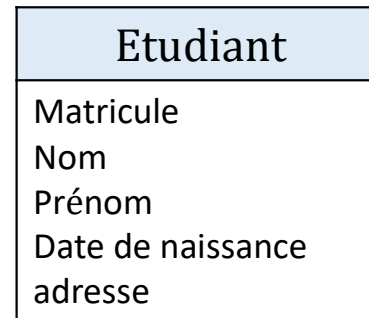 Etudiant
Matricule
Nom
Prénom
Date de naissance
adresse